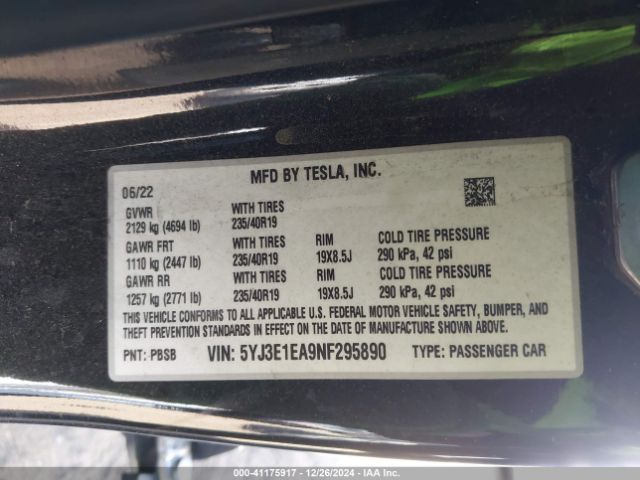 MFD BY TESLA, INC.
06/22
GVWR WITH TIRES
2129 kg (4694 lb) 235/40R19
GAWR FRT WITH TIRES RIM COLD TIRE PRESSURE
1110 kg (2447 lb) 235/40R19 19X8.5J 290 kPa, 42 psi
GAWR RR WITH TIRES RIM COLD TIRE PRESSURE
1257 kg (2771 lb) 235/40R19 19X8.5J 290 kPa, 42 psi
THIS VEHICLE CONFORMS TO ALL APPLICABLE U.S. FEDERAL MOTOR VEHICLE SAFETY, BUMPER, AND
THEFT PREVENTION STANDARDS IN EFFECT ON THE DATE OF MANUFACTURE SHOWN ABOVE.
PNT: PBSB VIN: 5YJ3E1EA9NF295890 TYPE: PASSENGER CAR
000-41175917 - 12/26/2024 - IAA Inc.